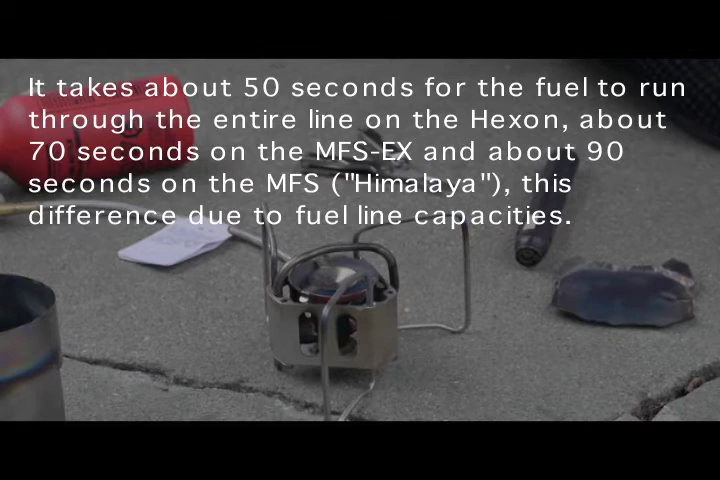 It takes about 50 seconds for the fuel to run
through the entire line on the Hexon, about
70 seconds on the MFS-EX and about 90
seconds on the MFS ("Himalaya"), this
difference due to fuel line capacities.